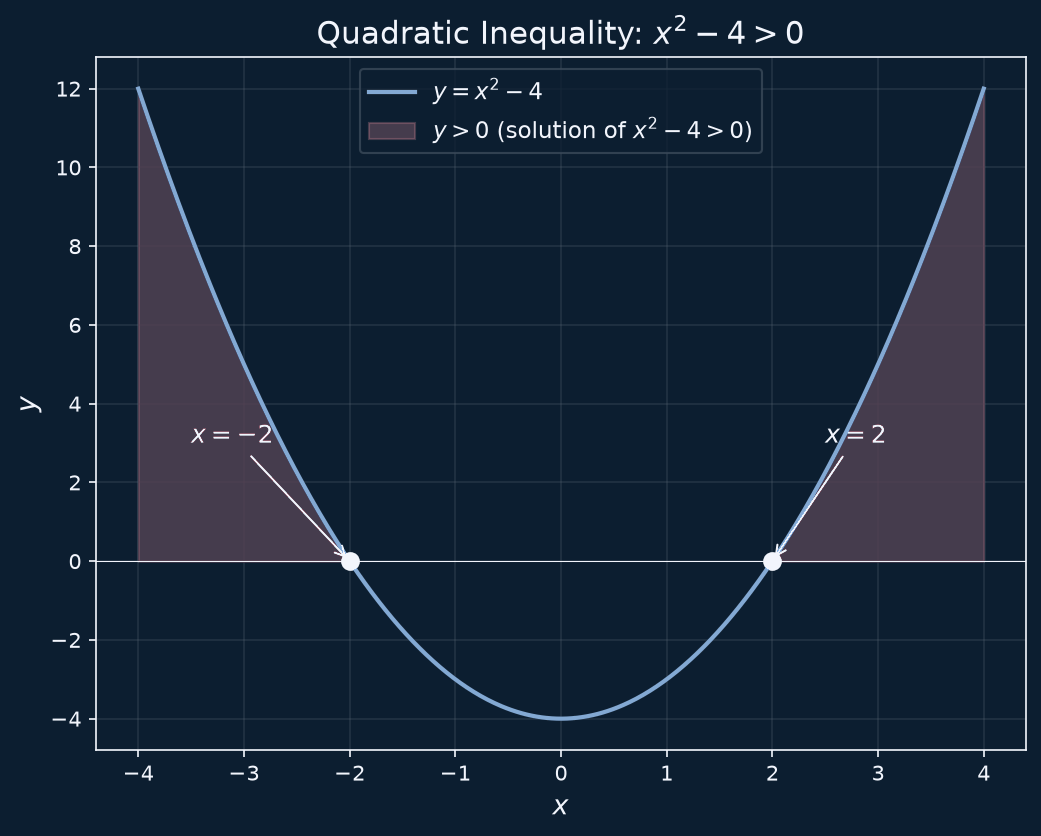 Quadratic Inequality: x² − 4 > 0
y = x² − 4
y > 0 (solution of x² − 4 > 0)
12
10
8
6
4
2
0
−2
−4
y
x = −2
x = 2
−4 −3 −2 −1 0 1 2 3 4
x